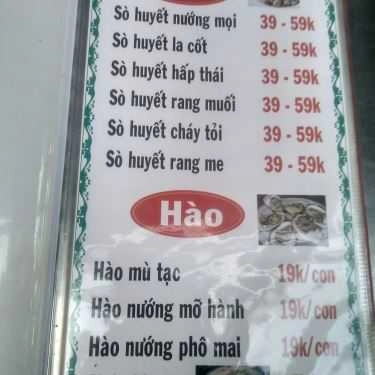 Sò huyết nướng mọi 39 - 59k
Sò huyết la cốt 39 - 59k
Sò huyết hấp thái 39 - 59k
Sò huyết rang muối 39 - 59k
Sò huyết cháy tỏi 39 - 59k
Sò huyết rang me 39 - 59k
Hào
Hào mù tạc 19k/con
Hào nướng mỡ hành 19k/con
Hào nướng phô mai 19k/con